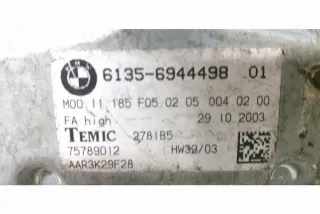 BMW
6135-6944498 01
M00 11 185 F05 02 05 004 02 00
FA high 29.10.2003
TEMIC 278185
75789012 HW39/03
AAR3K29F28